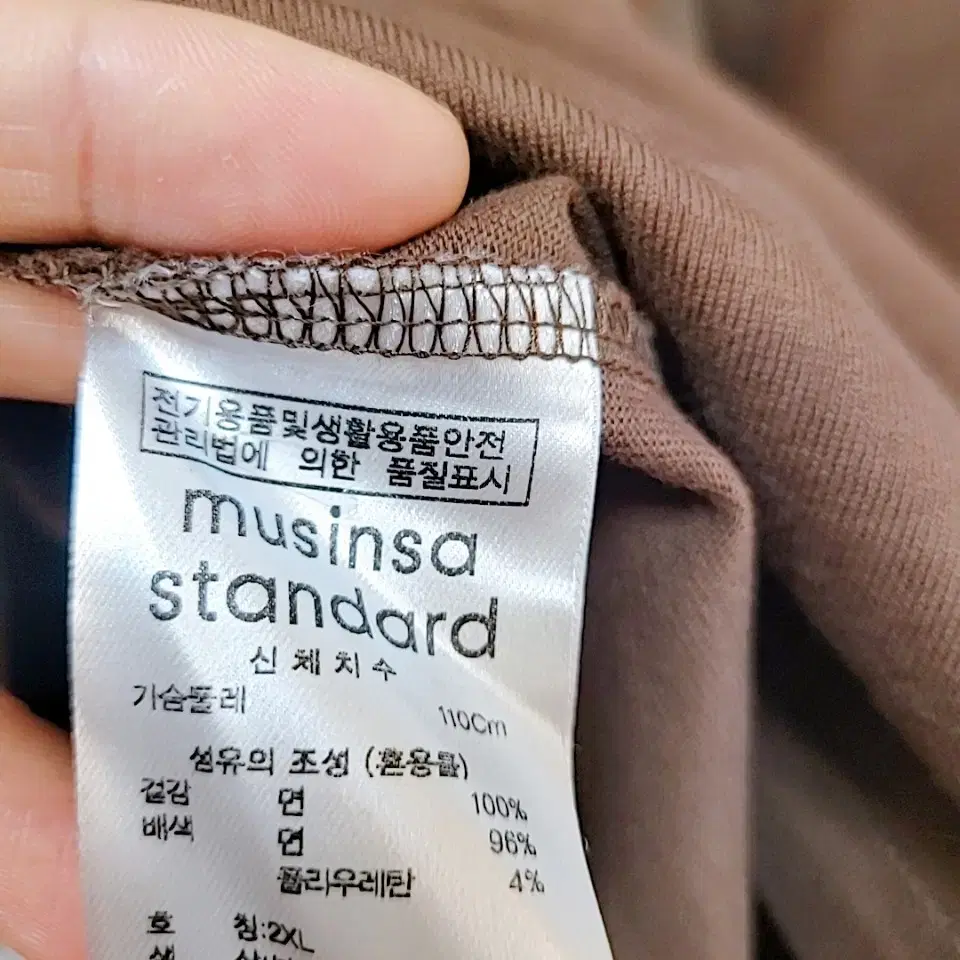 전기용품및생활용품안전
관리법에 의한 품질표시
musinsa
standard
신체치수
가슴둘레 110Cm
섬유의 조성 (혼용율)
겉감 면 100%
배색 면 96%
폴리우레탄 4%
호 칭:2XL